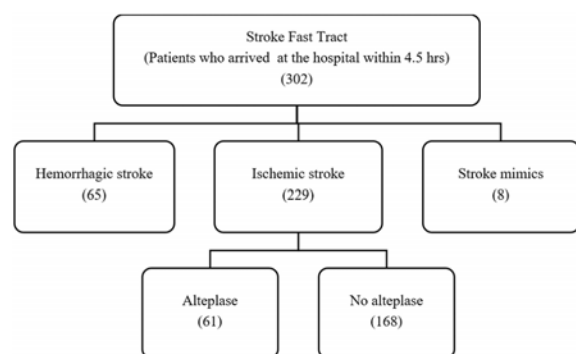 Stroke Fast Tract
(Patients who arrived at the hospital within 4.5 hrs)
(302)
Hemorrhagic stroke
(65)
Ischemic stroke
(229)
Stroke mimics
(8)
Alteplase
(61)
No alteplase
(168)